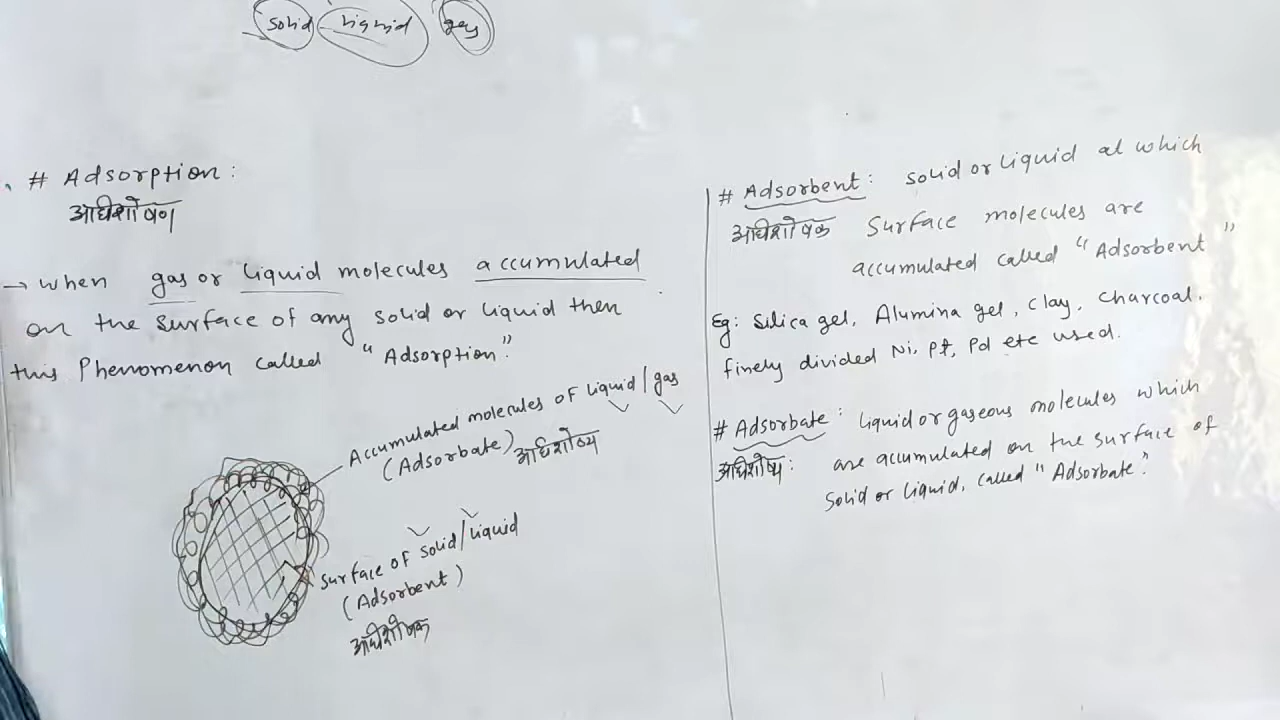 solid liquid gas
# Adsorption:
अधिशोषण
→ when gas or liquid molecules accumulated
on the surface of any solid or liquid then
this Phenomenon called "Adsorption".
Accumulated molecules of liquid/gas
(Adsorbate) अधिशोष्य
surface of solid/liquid
(Adsorbent)
अधिशोषक
# Adsorbent: solid or liquid at which
अधिशोषक surface molecules are
accumulated called "Adsorbent"
Eg: Silica gel, Alumina gel, Clay, Charcoal,
finely divided Ni, Pt, Pd etc used.
# Adsorbate: liquid or gaseous molecules which
अधिशोष्य: are accumulated on the surface of
solid or liquid, called "Adsorbate".